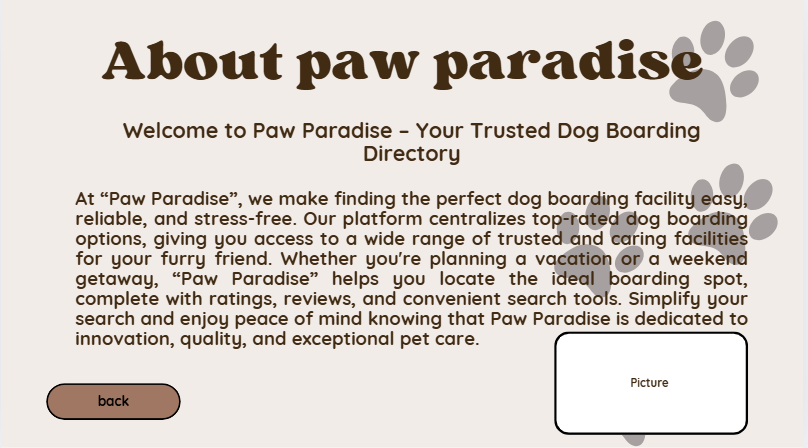 About paw paradise
Welcome to Paw Paradise – Your Trusted Dog Boarding
Directory
At “Paw Paradise”, we make finding the perfect dog boarding facility easy,
reliable, and stress-free. Our platform centralizes top-rated dog boarding
options, giving you access to a wide range of trusted and caring facilities
for your furry friend. Whether you're planning a vacation or a weekend
getaway, “Paw Paradise” helps you locate the ideal boarding spot,
complete with ratings, reviews, and convenient search tools. Simplify your
search and enjoy peace of mind knowing that Paw Paradise is dedicated to
innovation, quality, and exceptional pet care.
Picture
back